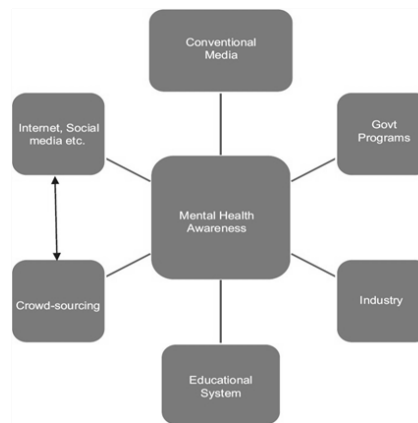 Conventional
Media
Internet, Social
media etc.
Govt
Programs
Mental Health
Awareness
Crowd-sourcing
Industry
Educational
System